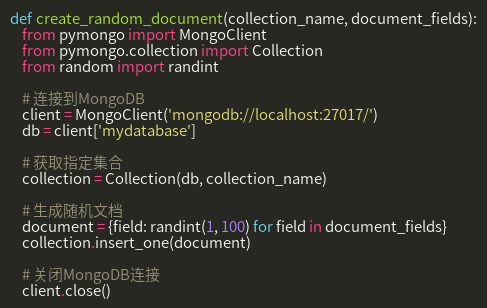 def create_random_document(collection_name, document_fields):
from pymongo import MongoClient
from pymongo.collection import Collection
from random import randint
# 连接到MongoDB
client = MongoClient('mongodb://localhost:27017/')
db = client['mydatabase']
# 获取指定集合
collection = Collection(db, collection_name)
# 生成随机文档
document = {field: randint(1, 100) for field in document_fields}
collection.insert_one(document)
# 关闭MongoDB连接
client.close()